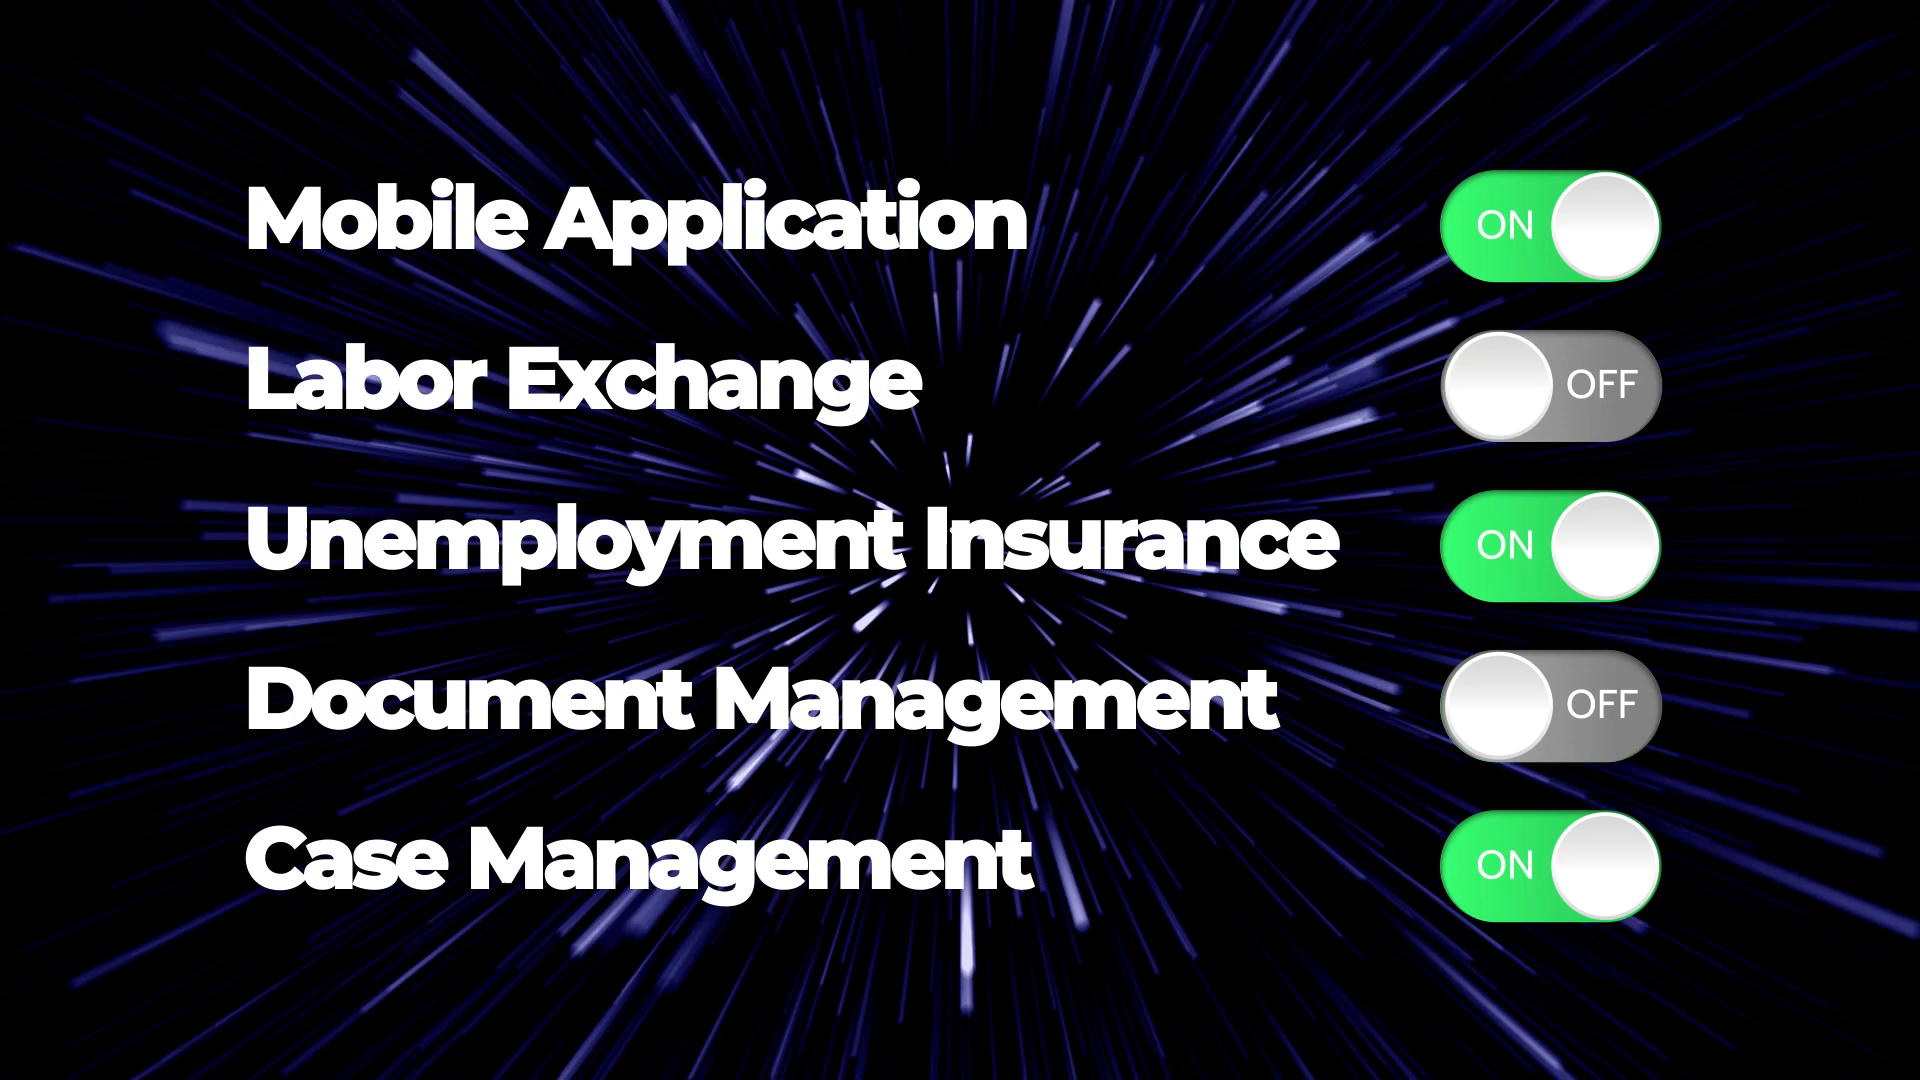 Mobile Application ON
Labor Exchange OFF
Unemployment Insurance ON
Document Management OFF
Case Management ON